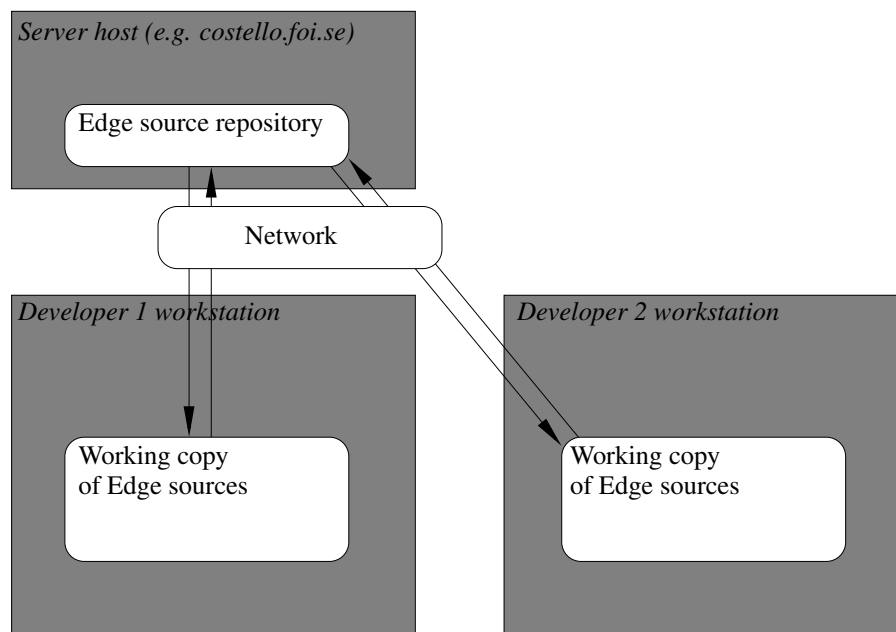 Server host (e.g. costello.foi.se)
Edge source repository
Network
Developer 1 workstation
Working copy
of Edge sources
Developer 2 workstation
Working copy
of Edge sources